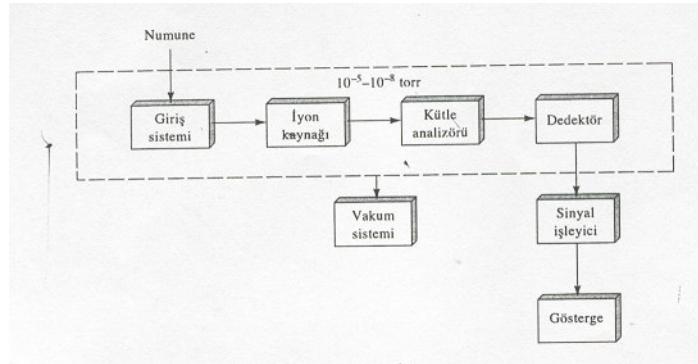 Numune
10⁻⁵–10⁻⁸ torr
Giriş
sistemi
İyon
kaynağı
Kütle
analizörü
Dedektör
Vakum
sistemi
Sinyal
işleyici
Gösterge